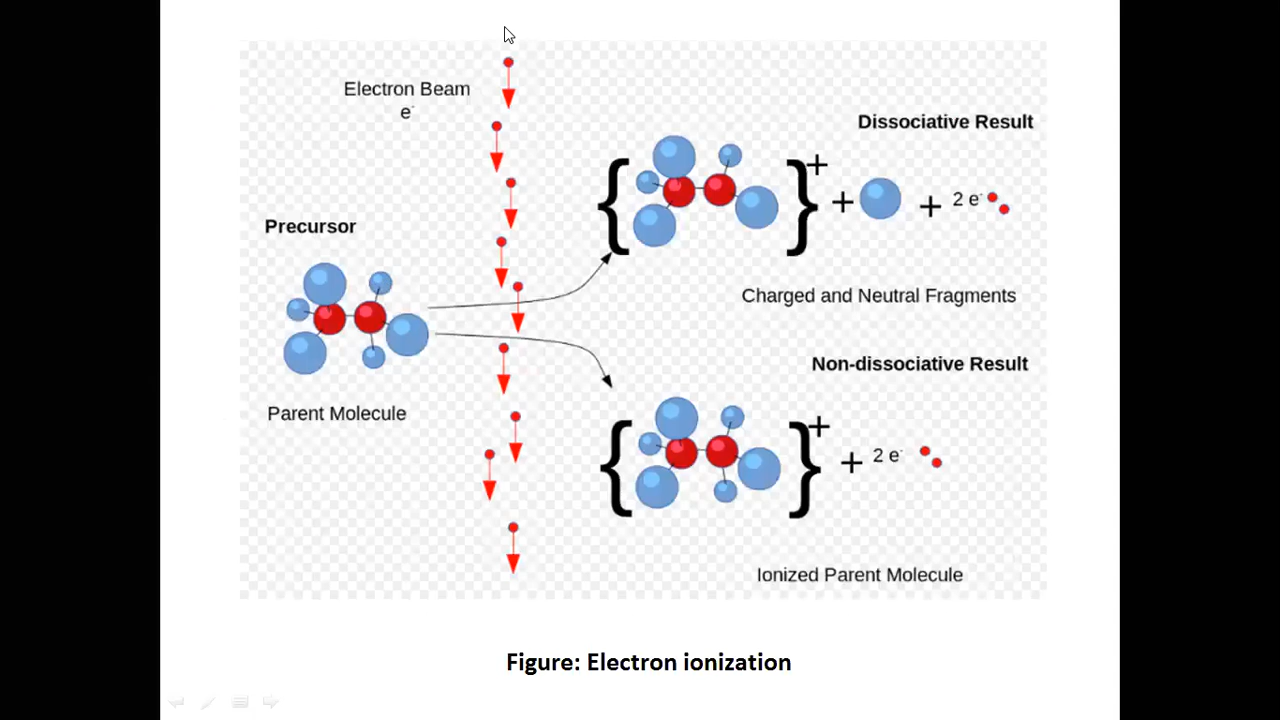 Electron Beam
e-
Dissociative Result
{ }+ + + 2 e-
Precursor
Charged and Neutral Fragments
Non-dissociative Result
Parent Molecule
{ }+ + 2 e-
Ionized Parent Molecule
Figure: Electron ionization